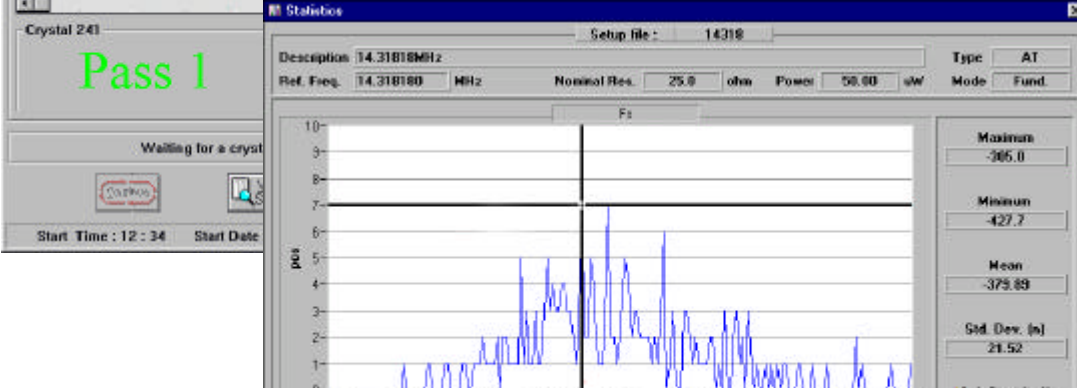 Crystal 241
Pass 1
Waiting for a cryst
Start Time : 12 : 34 Start Date
Statistics
Setup file : 14318
Description 14.31818MHz Type AT
Ref. Freq. 14.318180 MHz Nominal Res. 25.0 ohm Power 50.00 uW Mode Fund.
Fs
10
9
8
7
6
5
4
3
2
1
pcs
Maximum
-305.0
Minimum
-427.7
Mean
-379.89
Std. Dev. (n)
21.52